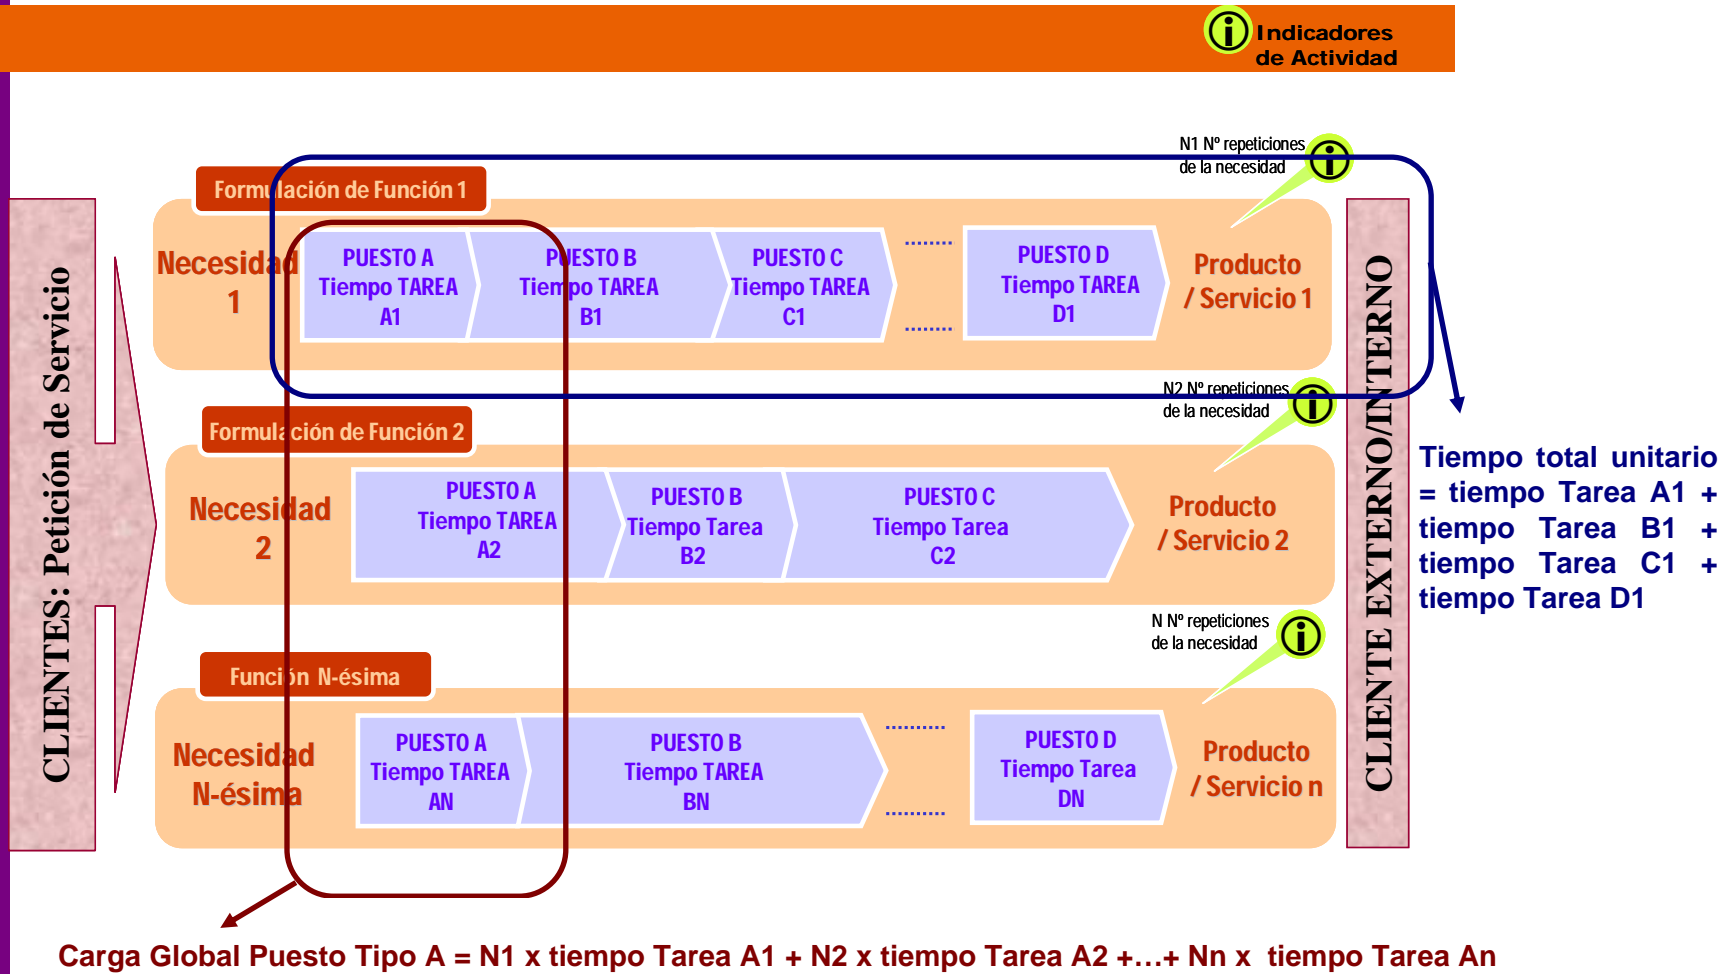 Indicadores
de Actividad
N1 Nº repeticiones
de la necesidad
Formulación de Función 1
Necesidad
1
PUESTO A
Tiempo TAREA
A1
PUESTO B
Tiempo TAREA
B1
PUESTO C
Tiempo TAREA
C1
........
........
PUESTO D
Tiempo TAREA
D1
Producto
/ Servicio 1
CLIENTES: Petición de Servicio
CLIENTE EXTERNO/INTERNO
N2 Nº repeticiones
de la necesidad
Formulación de Función 2
Necesidad
2
PUESTO A
Tiempo TAREA
A2
PUESTO B
Tiempo Tarea
B2
PUESTO C
Tiempo Tarea
C2
Producto
/ Servicio 2
Tiempo total unitario
= tiempo Tarea A1 +
tiempo Tarea B1 +
tiempo Tarea C1 +
tiempo Tarea D1
N Nº repeticiones
de la necesidad
Función N-ésima
Necesidad
N-ésima
PUESTO A
Tiempo TAREA
AN
PUESTO B
Tiempo TAREA
BN
..........
..........
PUESTO D
Tiempo Tarea
DN
Producto
/ Servicio n
Carga Global Puesto Tipo A = N1 x tiempo Tarea A1 + N2 x tiempo Tarea A2 +...+ Nn x tiempo Tarea An